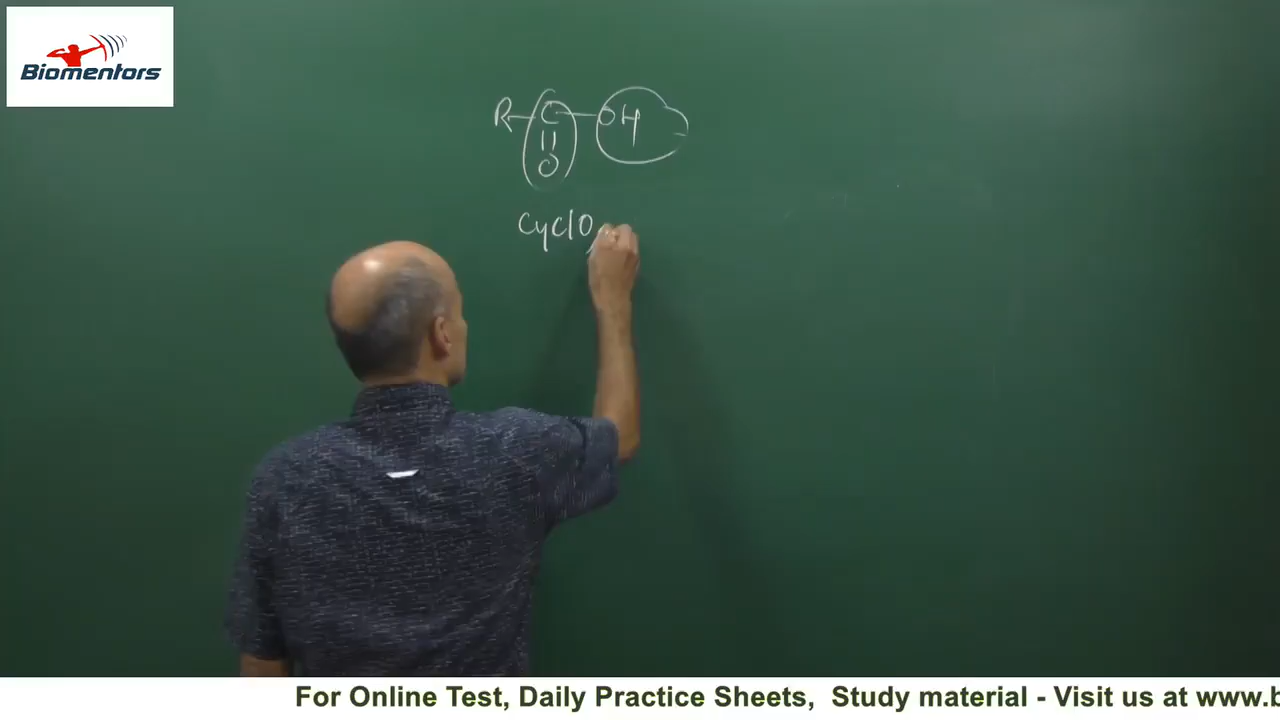 Biomentors
R-C-OH
||
O
Cyclo
For Online Test, Daily Practice Sheets, Study material - Visit us at www.b